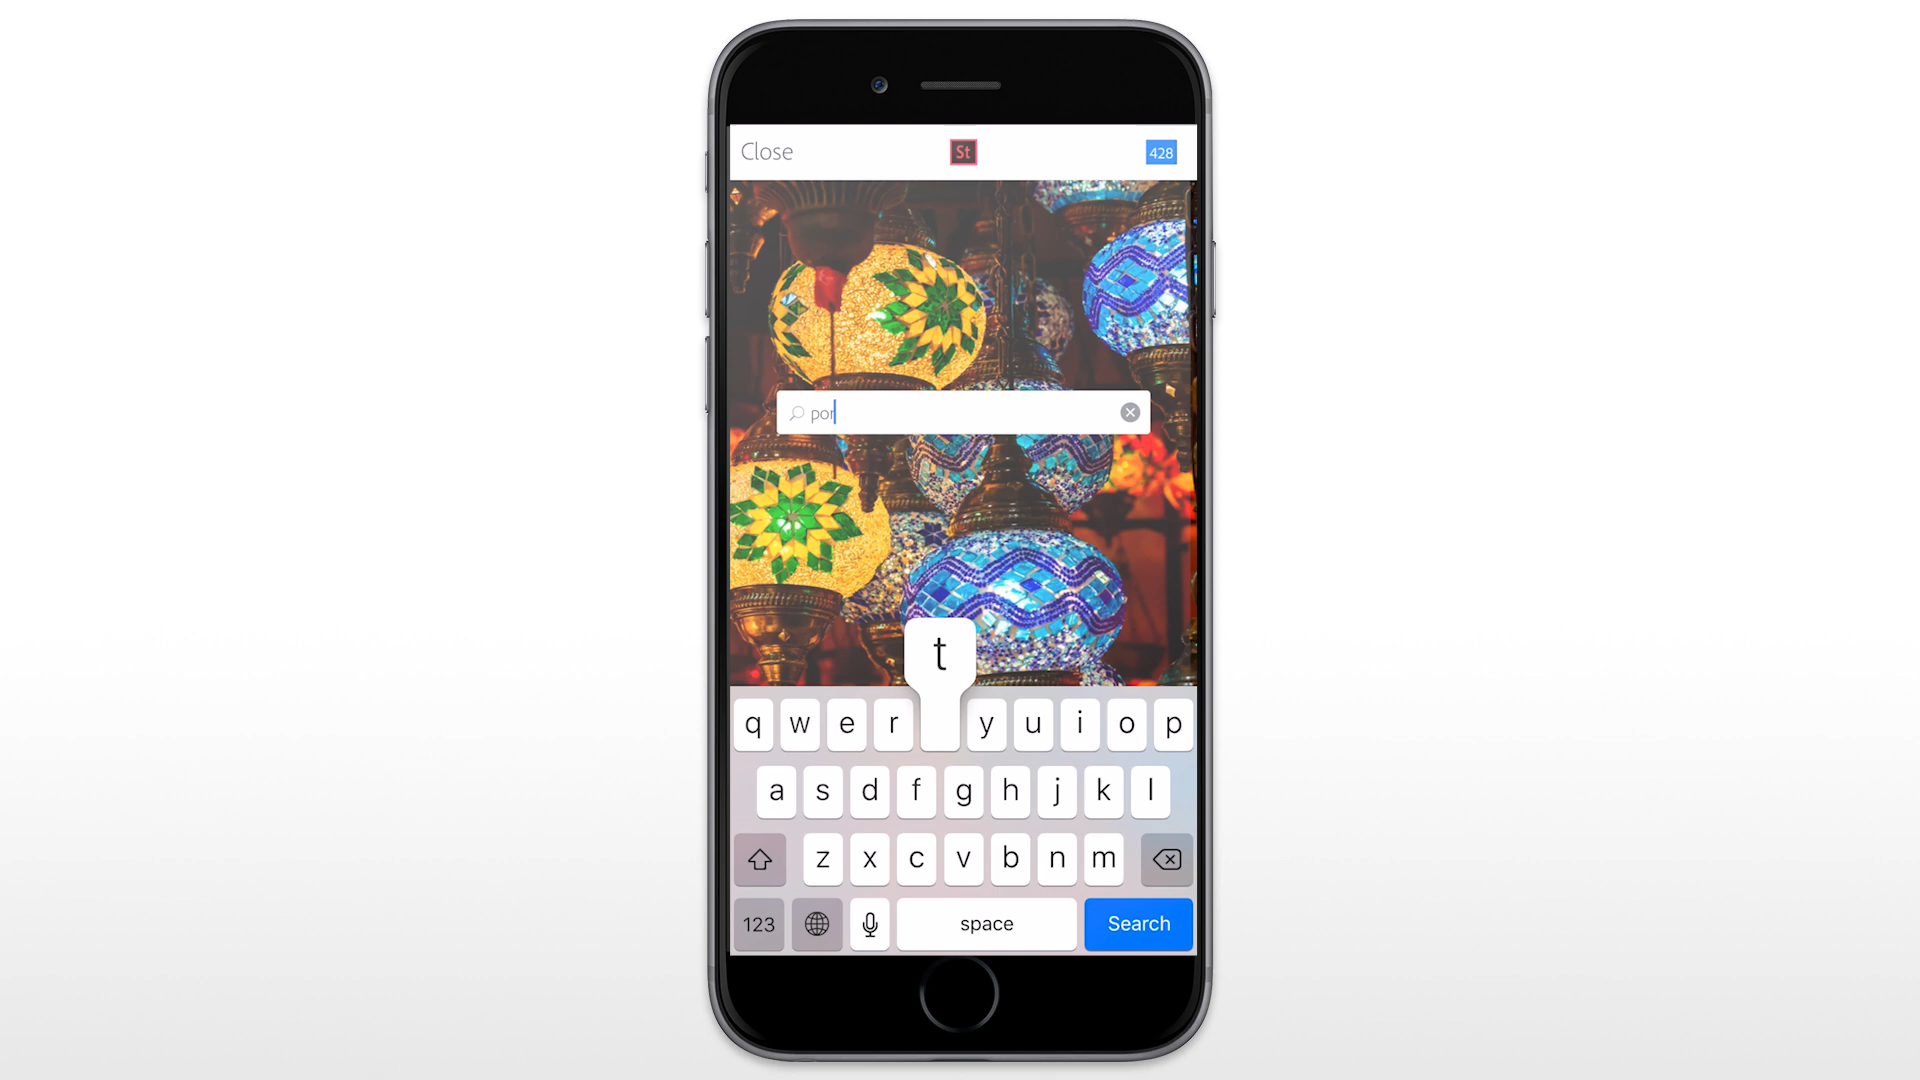 Close St 428
por
t
q w e r y u i o p
a s d f g h j k l
z x c v b n m
123 space Search